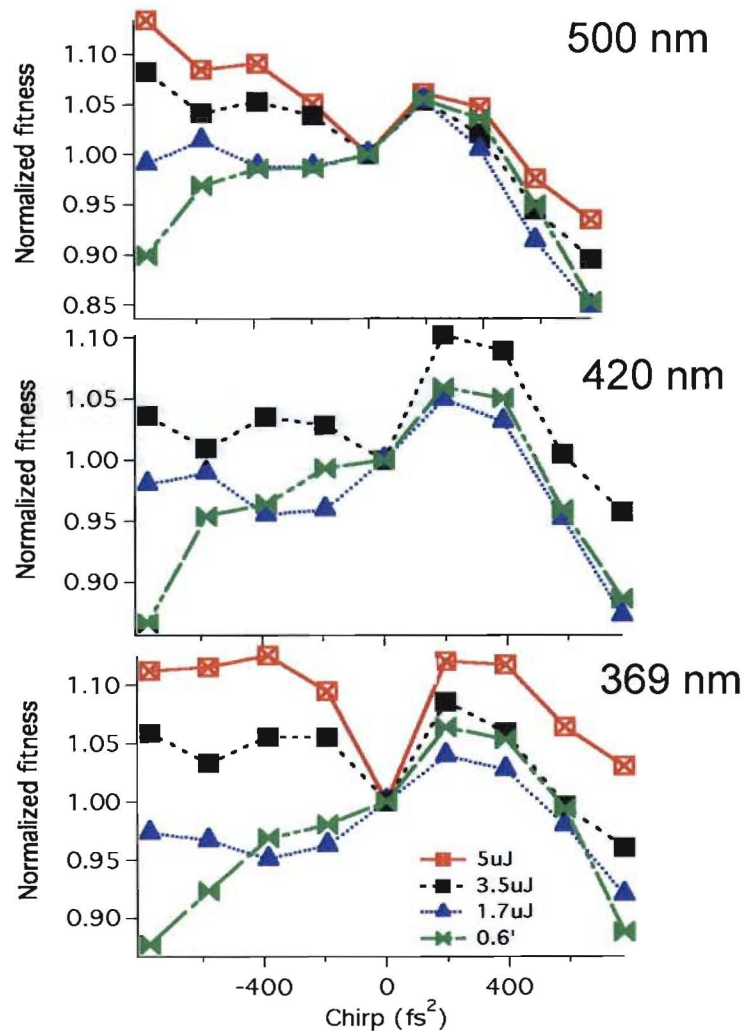 500 nm
Normalized fitness
1.10
1.05
1.00
0.95
0.90
0.85
420 nm
Normalized fitness
1.10
1.05
1.00
0.95
0.90
369 nm
Normalized fitness
1.10
1.05
1.00
0.95
0.90
5uJ
3.5uJ
1.7uJ
0.6'
-400
0
400
Chirp (fs²)